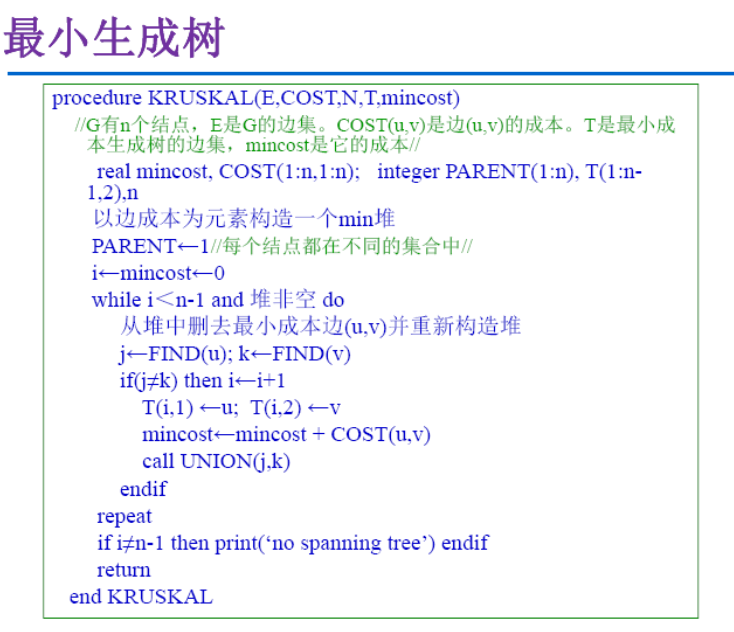 最小生成树
procedure KRUSKAL(E,COST,N,T,mincost)
//G有n个结点，E是G的边集。COST(u,v)是边(u,v)的成本。T是最小成
本生成树的边集，mincost是它的成本//
real mincost, COST(1:n,1:n); integer PARENT(1:n), T(1:n-
1,2),n
以边成本为元素构造一个min堆
PARENT←1//每个结点都在不同的集合中//
i←mincost←0
while i＜n-1 and 堆非空 do
从堆中删去最小成本边(u,v)并重新构造堆
j←FIND(u); k←FIND(v)
if(j≠k) then i←i+1
T(i,1) ←u; T(i,2) ←v
mincost←mincost + COST(u,v)
call UNION(j,k)
endif
repeat
if i≠n-1 then print(‘no spanning tree’) endif
return
end KRUSKAL